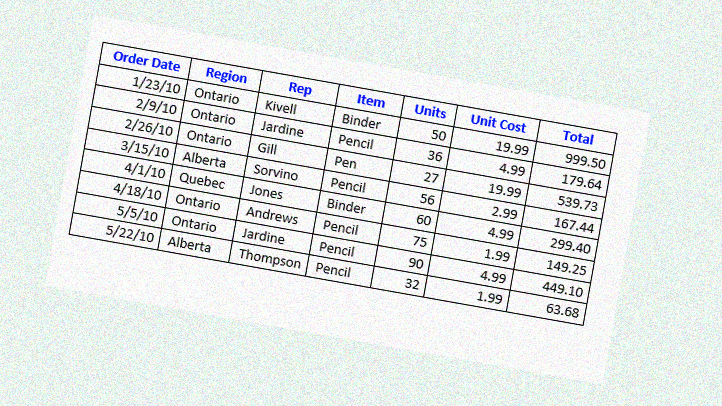 Order Date Region Rep Item Units Unit Cost Total
1/23/10 Ontario Kivell Binder 50 19.99 999.50
2/9/10 Ontario Jardine Pencil 36 4.99 179.64
2/26/10 Ontario Gill Pen 27 19.99 539.73
3/15/10 Alberta Sorvino Pencil 56 2.99 167.44
4/1/10 Quebec Jones Binder 60 4.99 299.40
4/18/10 Ontario Andrews Pencil 75 1.99 149.25
5/5/10 Ontario Jardine Pencil 90 4.99 449.10
5/22/10 Alberta Thompson Pencil 32 1.99 63.68